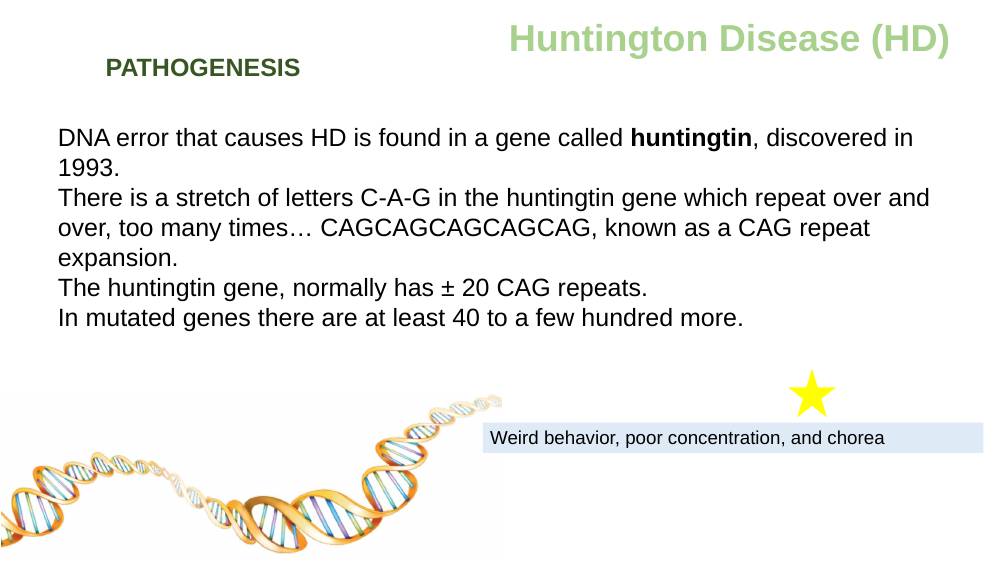 Huntington Disease (HD)
PATHOGENESIS
DNA error that causes HD is found in a gene called huntingtin, discovered in
1993.
There is a stretch of letters C-A-G in the huntingtin gene which repeat over and
over, too many times… CAGCAGCAGCAGCAG, known as a CAG repeat
expansion.
The huntingtin gene, normally has ± 20 CAG repeats.
In mutated genes there are at least 40 to a few hundred more.
Weird behavior, poor concentration, and chorea